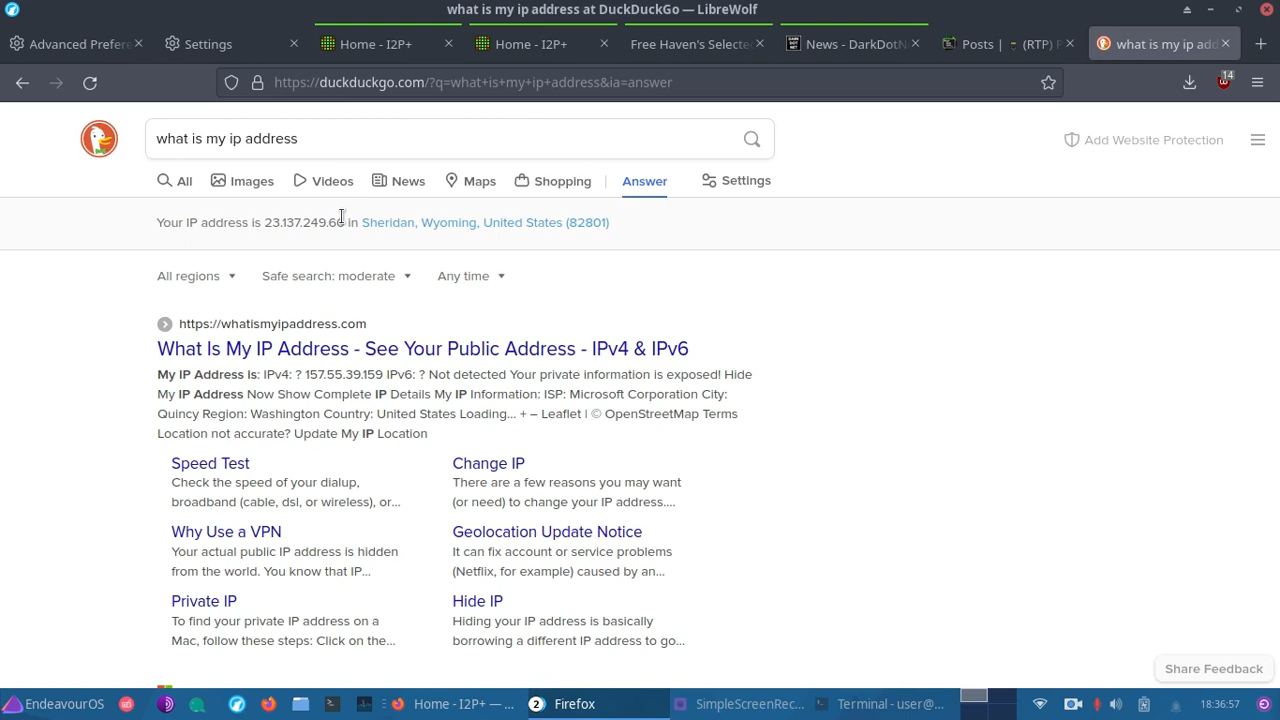 what is my ip address at DuckDuckGo — LibreWolf
Advanced Prefere
Settings
Home - I2P+
Home - I2P+
Free Haven's Selecte
News - DarkDotN
Posts | (RTP) P
what is my ip add
https://duckduckgo.com/?q=what+is+my+ip+address&ia=answer
14
what is my ip address
Add Website Protection
All
Images
Videos
News
Maps
Shopping
Answer
Settings
Your IP address is 23.137.249.66 in Sheridan, Wyoming, United States (82801)
All regions
Safe search: moderate
Any time
https://whatismyipaddress.com
What Is My IP Address - See Your Public Address - IPv4 & IPv6
My IP Address is: IPv4: ? 157.55.39.159 IPv6: ? Not detected Your private information is exposed! Hide
My IP Address Now Show Complete IP Details My IP Information: ISP: Microsoft Corporation City:
Quincy Region: Washington Country: United States Loading... + – Leaflet | © OpenStreetMap Terms
Location not accurate? Update My IP Location
Speed Test
Check the speed of your dialup,
broadband (cable, dsl, or wireless), or...
Change IP
There are a few reasons you may want
(or need) to change your IP address....
Why Use a VPN
Your actual public IP address is hidden
from the world. You know that IP...
Geolocation Update Notice
It can fix account or service problems
(Netflix, for example) caused by an...
Private IP
To find your private IP address on a
Mac, follow these steps: Click on the...
Hide IP
Hiding your IP address is basically
borrowing a different IP address to go...
Share Feedback
EndeavourOS
Home - I2P+ — ...
2 Firefox
SimpleScreenRec...
Terminal - user@...
18:36:57